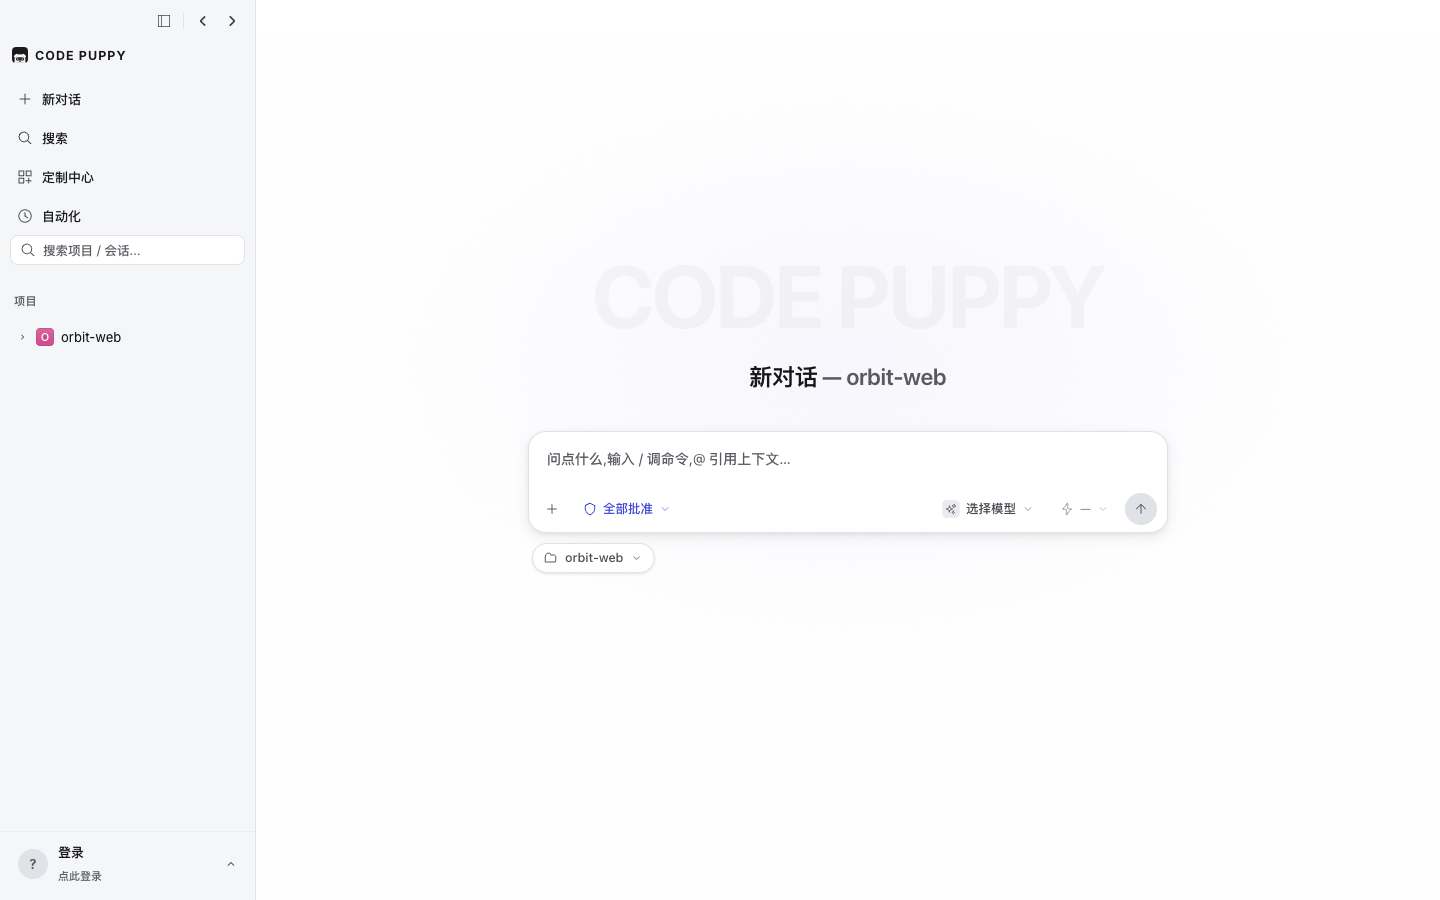 CODE PUPPY
新对话
搜索
定制中心
自动化
搜索项目 / 会话...
项目
O orbit-web
CODE PUPPY
新对话 — orbit-web
问点什么,输入 / 调命令,@ 引用上下文...
全部批准
选择模型
—
orbit-web
? 登录
点此登录